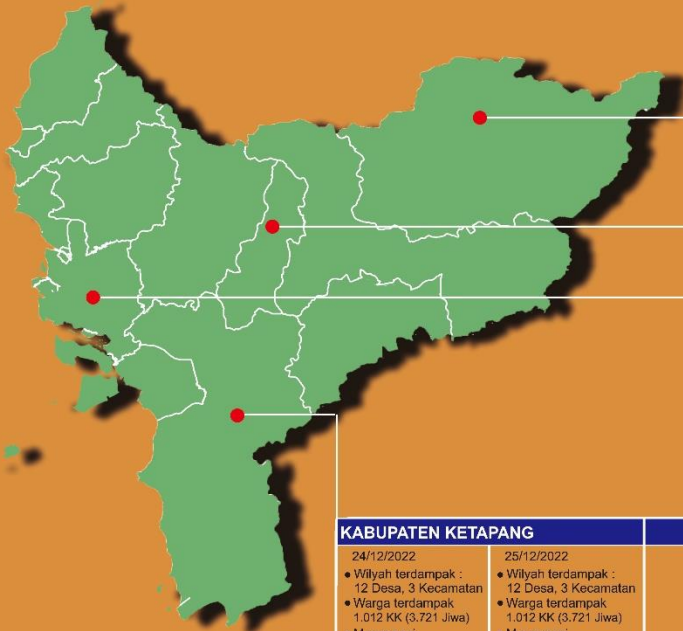 KABUPATEN KETAPANG
24/12/2022
• Wilyah terdampak :
12 Desa, 3 Kecamatan
• Warga terdampak
1.012 KK (3.721 Jiwa)
25/12/2022
• Wilyah terdampak :
12 Desa, 3 Kecamatan
• Warga terdampak
1.012 KK (3.721 Jiwa)